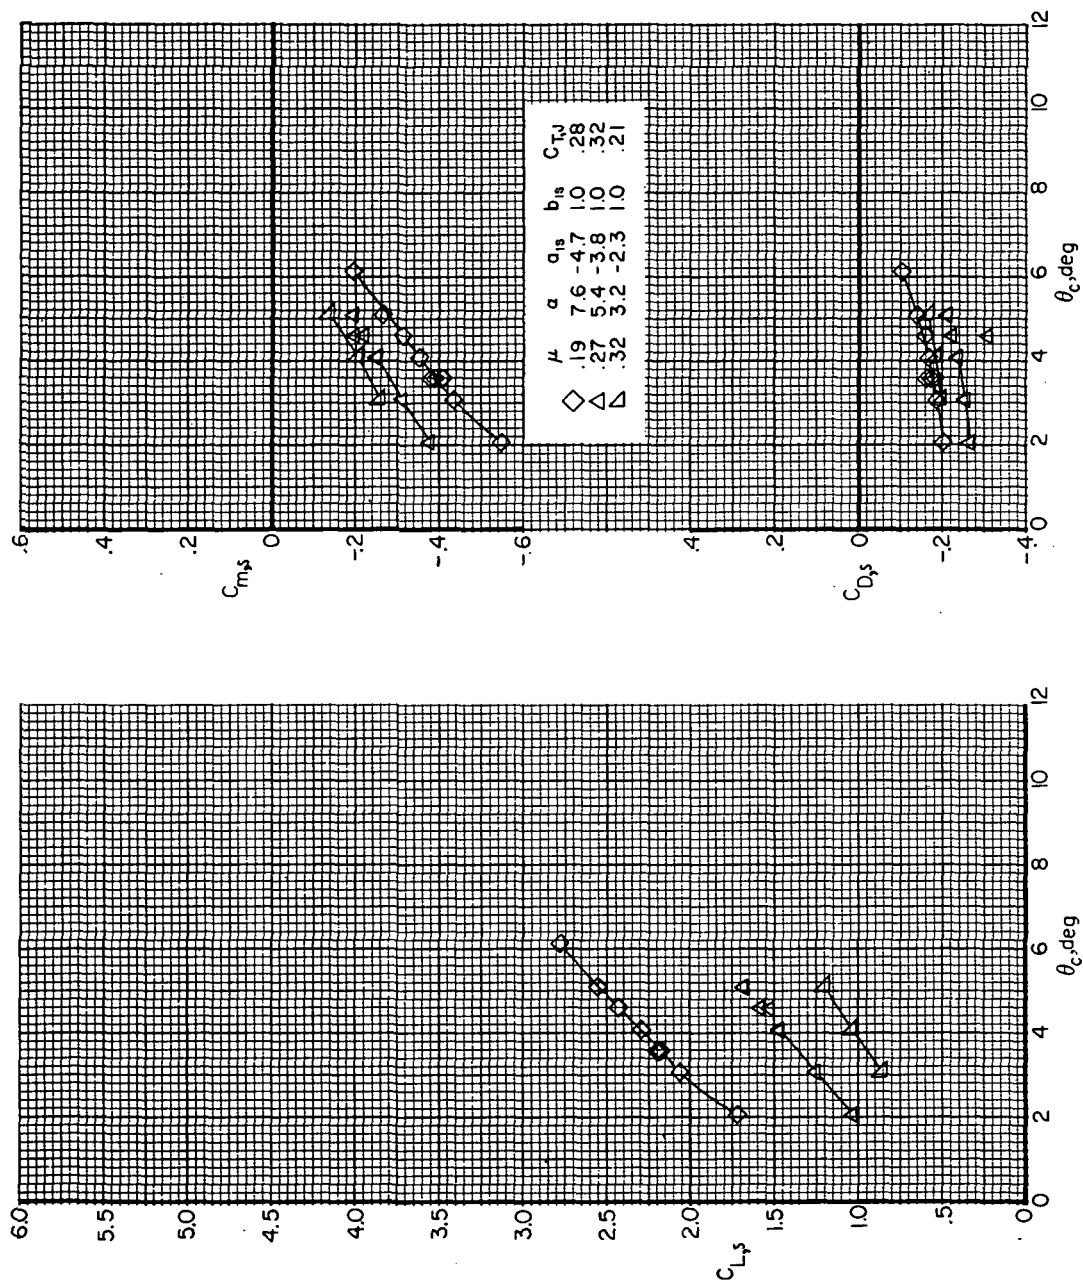 6.0
5.5
5.0
4.5
4.0
3.5
3.0
2.5
2.0
1.5
1.0
.5
0
C_L,s
0 2 4 6 8 10 12
θ_c, deg
.6
.4
.2
0
-.2
-.4
-.6
C_m,s
μ α a_1s b_1s C_T,J
.19 7.6 -4.7 1.0 .28
.27 5.4 -3.8 1.0 .32
.32 3.2 -2.3 1.0 .21
0
-.2
-.4
C_D,s
0 2 4 6 8 10 12
θ_c, deg